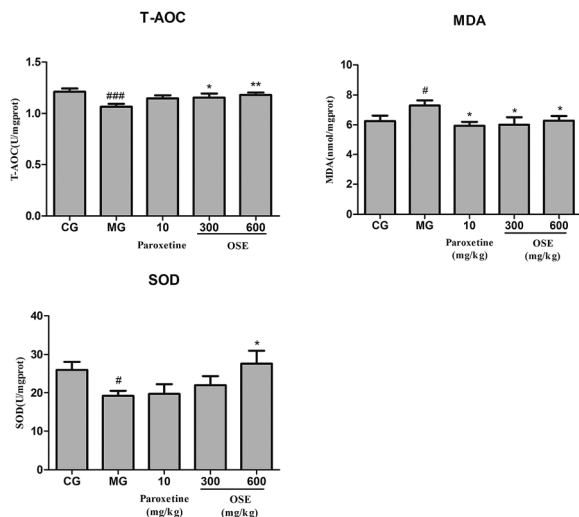 T-AOC
T-AOC(U/mgprot)
1.5
1.0
0.5
0.0
###
*
**
CG MG 10 300 600
Paroxetine OSE
MDA
MDA(nmol/mgprot)
10
8
6
4
2
0
#
*
*
*
CG MG 10 300 600
Paroxetine OSE
(mg/kg) (mg/kg)
SOD
SOD(U/mgprot)
40
30
20
10
0
#
*
CG MG 10 300 600
Paroxetine OSE
(mg/kg) (mg/kg)